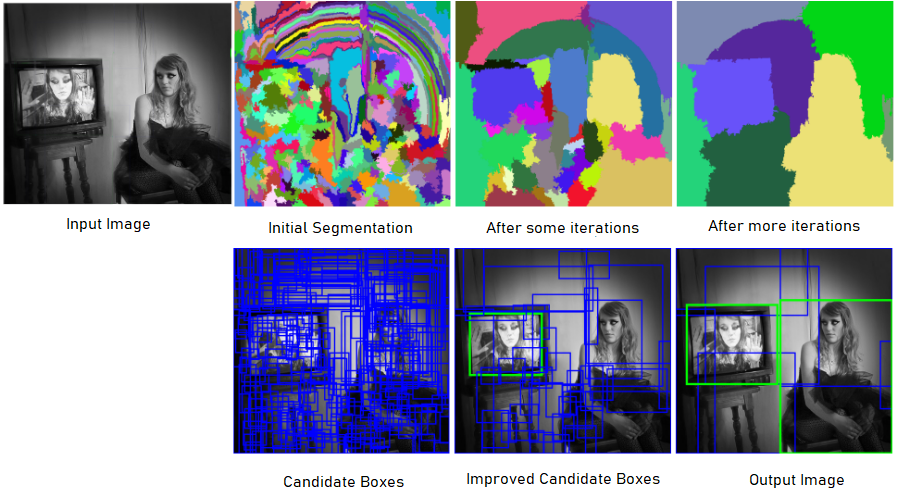 Input Image
Initial Segmentation
After some iterations
After more iterations
Candidate Boxes
Improved Candidate Boxes
Output Image